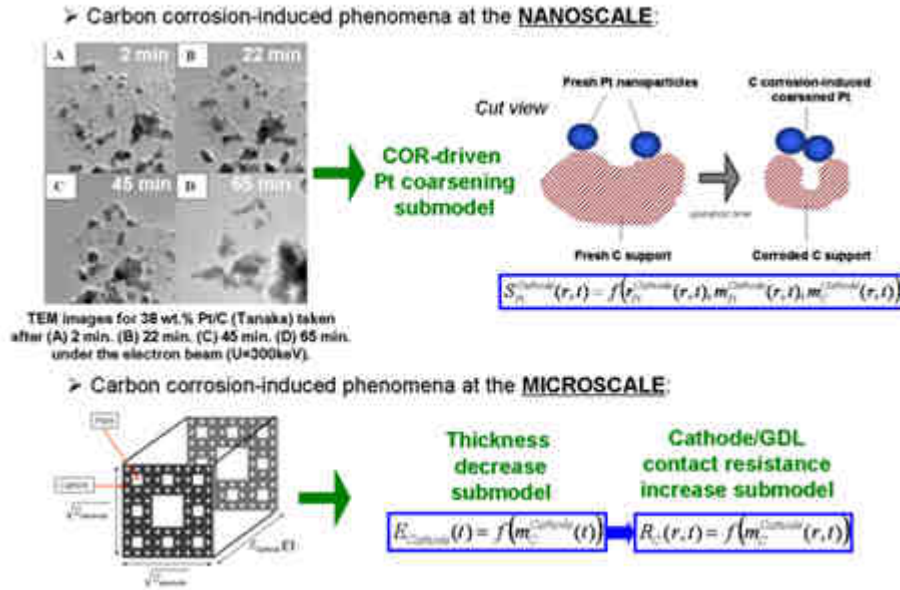 ➢ Carbon corrosion-induced phenomena at the NANOSCALE:
A 2 min
B 22 min
C 45 min
D 65 min
TEM images for 38 wt.% Pt/C (Tanaka) taken
after (A) 2 min. (B) 22 min. (C) 45 min. (D) 65 min.
under the electron beam (U=300keV).
COR-driven
Pt coarsening
submodel
Cut view
Fresh Pt nanoparticles
C corrosion-induced
coarsened Pt
Fresh C support
Corroded C support
➢ Carbon corrosion-induced phenomena at the MICROSCALE:
Thickness
decrease
submodel
Cathode/GDL
contact resistance
increase submodel